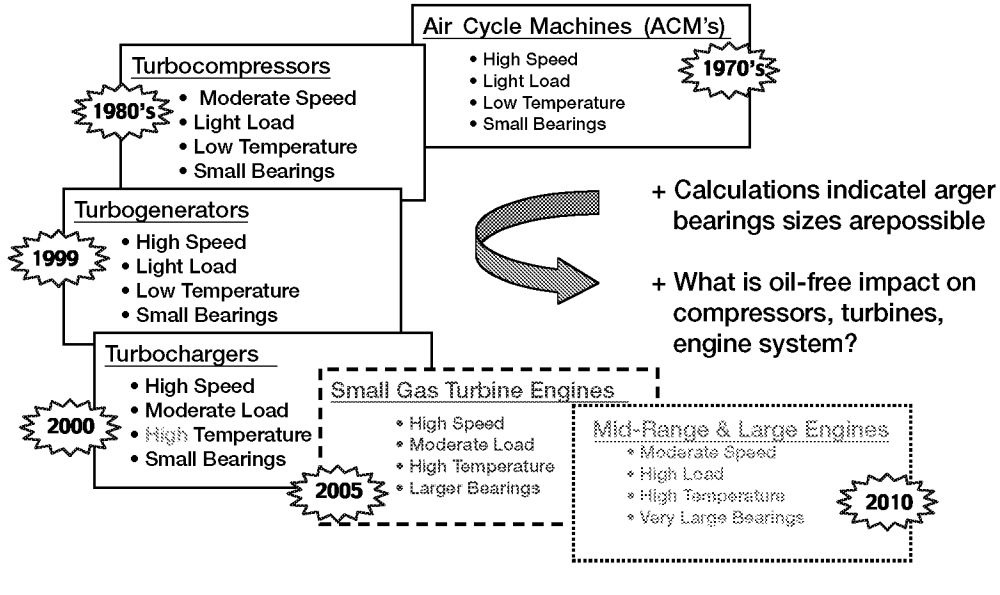 Air Cycle Machines (ACM's)
• High Speed
• Light Load
• Low Temperature
• Small Bearings
1970's
Turbocompressors
• Moderate Speed
• Light Load
• Low Temperature
• Small Bearings
1980's
Turbogenerators
• High Speed
• Light Load
• Low Temperature
• Small Bearings
1999
Turbochargers
• High Speed
• Moderate Load
• High Temperature
• Small Bearings
2000
Small Gas Turbine Engines
• High Speed
• Moderate Load
• High Temperature
• Larger Bearings
2005
Mid-Range & Large Engines
• Moderate Speed
• High Load
• High Temperature
• Very Large Bearings
2010
+ Calculations indicatel arger
bearings sizes arepossible
+ What is oil-free impact on
compressors, turbines,
engine system?